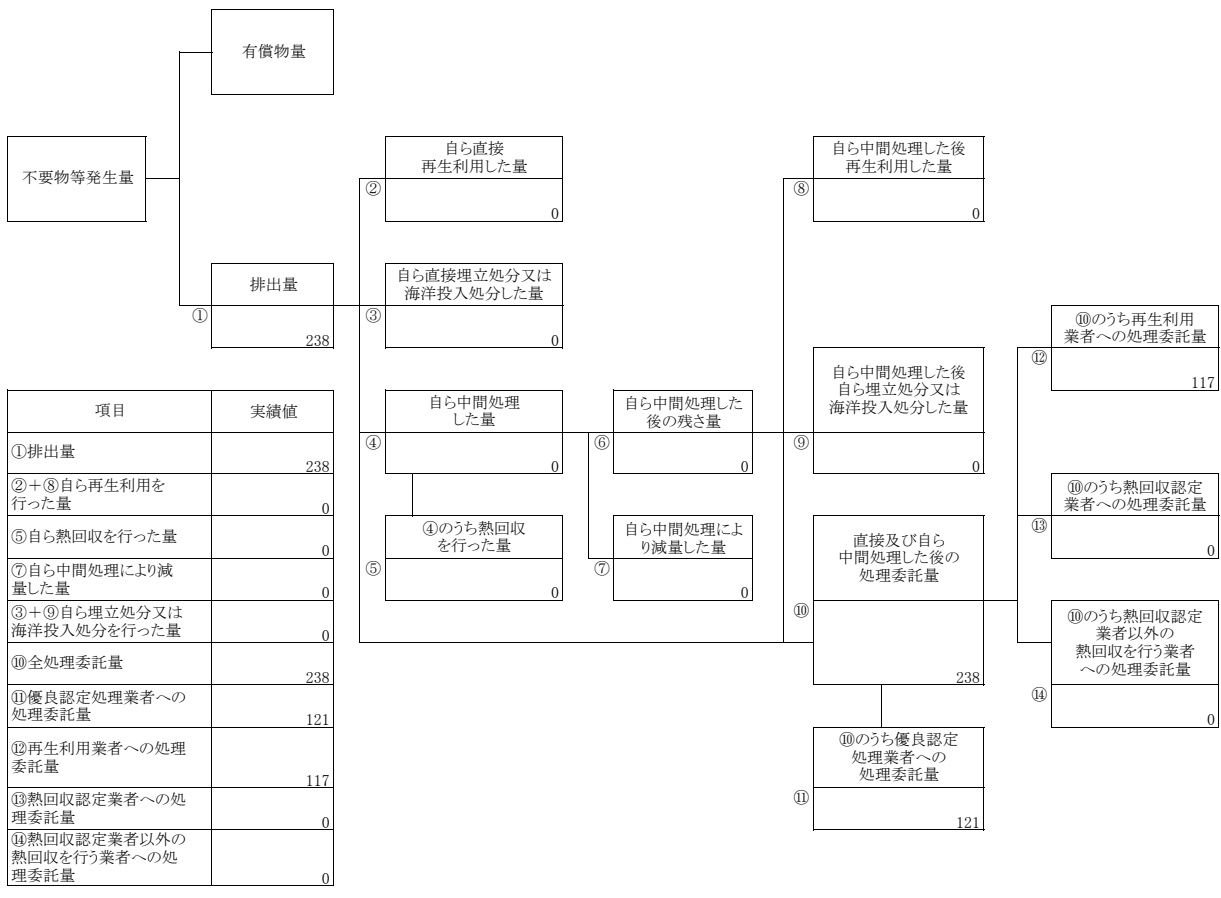 有償物量
不要物等発生量
自ら直接
再生利用した量
②
0
自ら中間処理した後
再生利用した量
⑧
0
排出量
①
238
自ら直接埋立処分又は
海洋投入処分した量
③
0
⑩のうち再生利用
業者への処理委託量
⑫
117
自ら中間処理
した量
④
0
自ら中間処理した
後の残さ量
⑥
0
自ら中間処理した後
自ら埋立処分又は
海洋投入処分した量
⑨
0
⑩のうち熱回収認定
業者への処理委託量
⑬
0
④のうち熱回収
を行った量
⑤
0
自ら中間処理によ
り減量した量
⑦
0
直接及び自ら
中間処理した後の
処理委託量
⑩
238
⑩のうち熱回収認定
業者以外の
熱回収を行う業者
への処理委託量
⑭
0
⑩のうち優良認定
処理業者への
処理委託量
⑪
121
項目 実績値
①排出量
238
②+⑧自ら再生利用を
行った量
0
⑤自ら熱回収を行った量
0
⑦自ら中間処理により減
量した量
0
③+⑨自ら埋立処分又は
海洋投入処分を行った量
0
⑩全処理委託量
238
⑪優良認定処理業者への
処理委託量
121
⑫再生利用業者への処理
委託量
117
⑬熱回収認定業者への処
理委託量
0
⑭熱回収認定業者以外の
熱回収を行う業者への処
理委託量
0